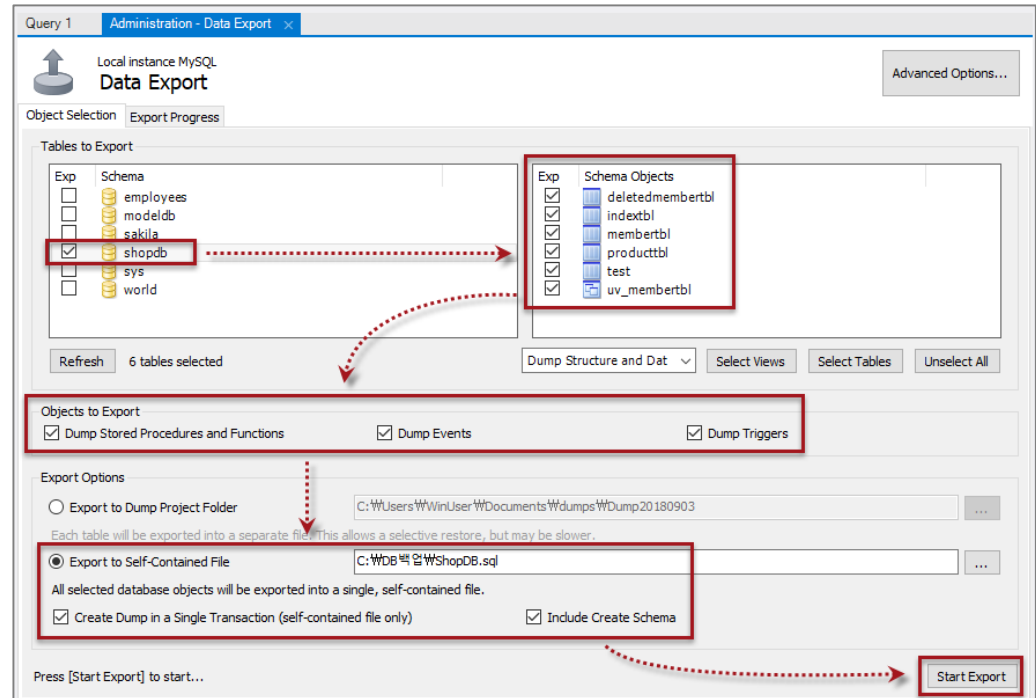 Query 1
Administration - Data Export ×
Local instance MySQL
Data Export
Advanced Options...
Object Selection
Export Progress
Tables to Export
Exp Schema
employees
modeldb
sakila
shopdb
sys
world
Exp Schema Objects
deletedmembertbl
indextbl
membertbl
producttbl
test
uv_membertbl
Refresh
6 tables selected
Dump Structure and Dat
Select Views
Select Tables
Unselect All
Objects to Export
Dump Stored Procedures and Functions
Dump Events
Dump Triggers
Export Options
Export to Dump Project Folder
C:₩Users₩WinUser₩Documents₩dumps₩Dump20180903
...
Each table will be exported into a separate file. This allows a selective restore, but may be slower.
Export to Self-Contained File
C:₩DB백업₩ShopDB.sql
...
All selected database objects will be exported into a single, self-contained file.
Create Dump in a Single Transaction (self-contained file only)
Include Create Schema
Press [Start Export] to start...
Start Export